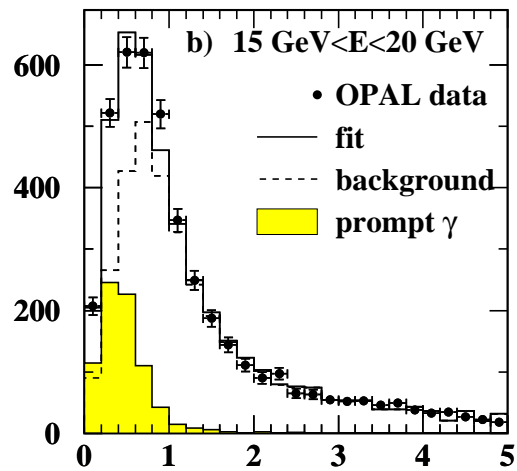 b) 15 GeV<E<20 GeV
600
OPAL data
fit
400
background
prompt γ
200
0
0 1 2 3 4 5